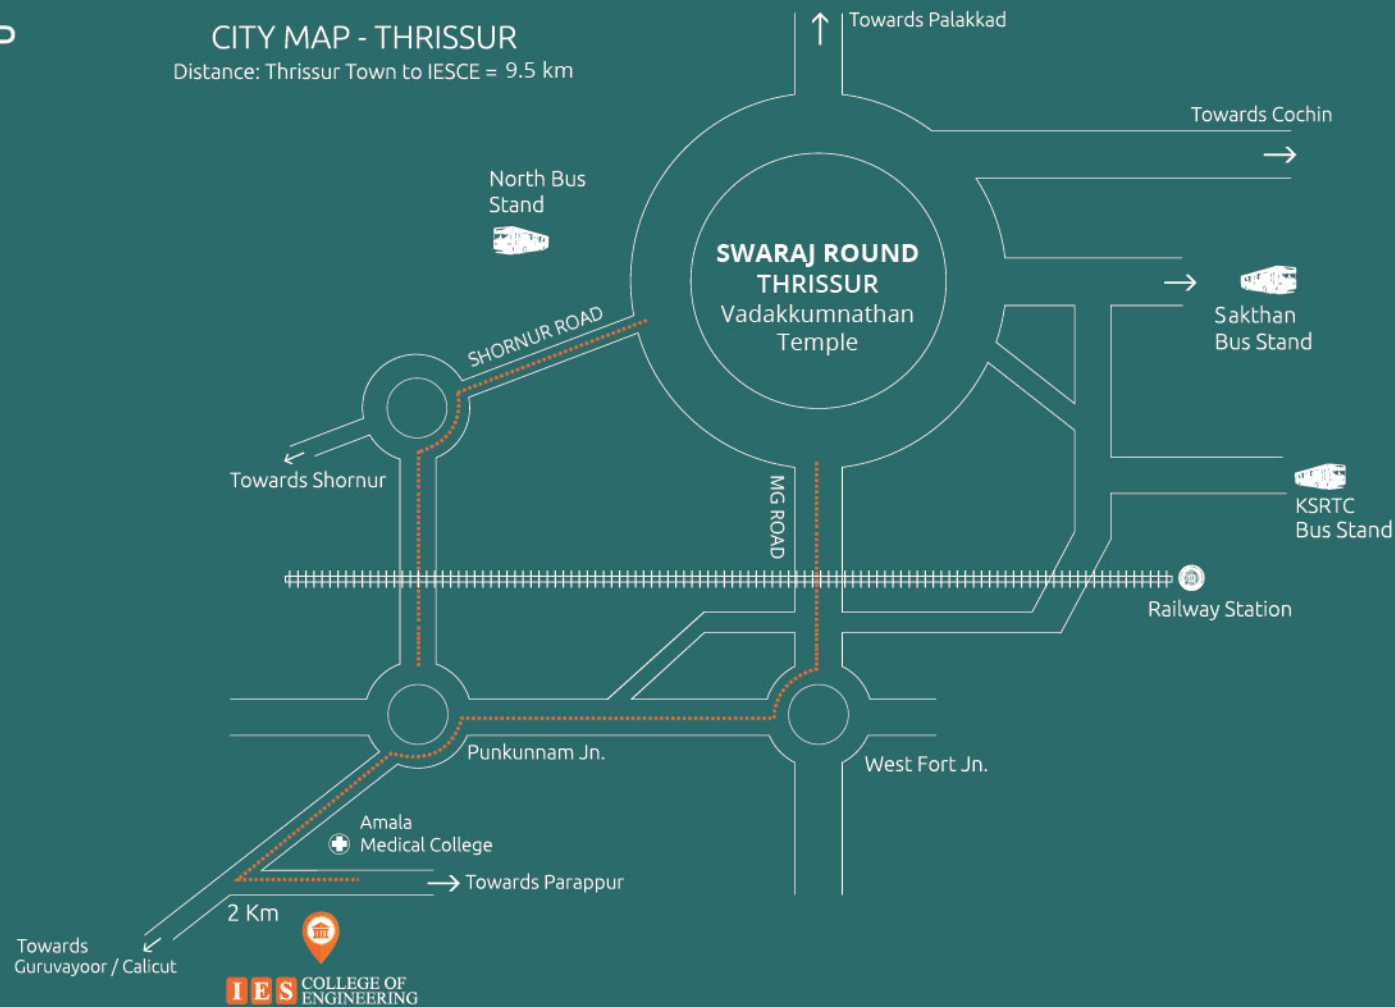 CITY MAP - THRISSUR
Distance: Thrissur Town to IESCE = 9.5 km
Towards Palakkad
Towards Cochin
North Bus
Stand
SWARAJ ROUND
THRISSUR
Vadakkumnathan
Temple
Sakthan
Bus Stand
SHORNUR ROAD
Towards Shornur
MG ROAD
KSRTC
Bus Stand
Railway Station
Punkunnam Jn.
West Fort Jn.
Amala
Medical College
Towards Parappur
2 Km
Towards
Guruvayoor / Calicut
IES COLLEGE OF
ENGINEERING